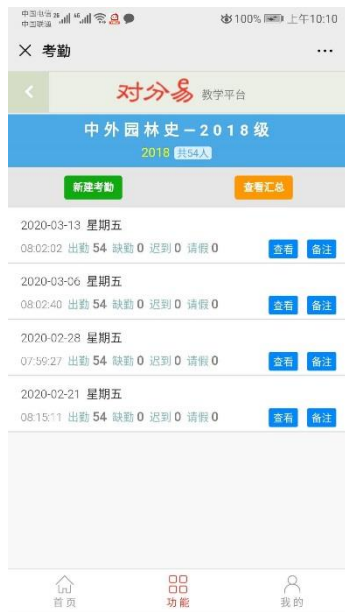 中国电信 中国联通 100% 上午10:10
考勤
对分易 教学平台
中外园林史－2018级
2018 共54人
新建考勤 查看汇总
2020-03-13 星期五
08:02:02 出勤 54 缺勤 0 迟到 0 请假 0 查看 备注
2020-03-06 星期五
08:02:40 出勤 54 缺勤 0 迟到 0 请假 0 查看 备注
2020-02-28 星期五
07:59:27 出勤 54 缺勤 0 迟到 0 请假 0 查看 备注
2020-02-21 星期五
08:15:11 出勤 54 缺勤 0 迟到 0 请假 0 查看 备注
首页 功能 我的